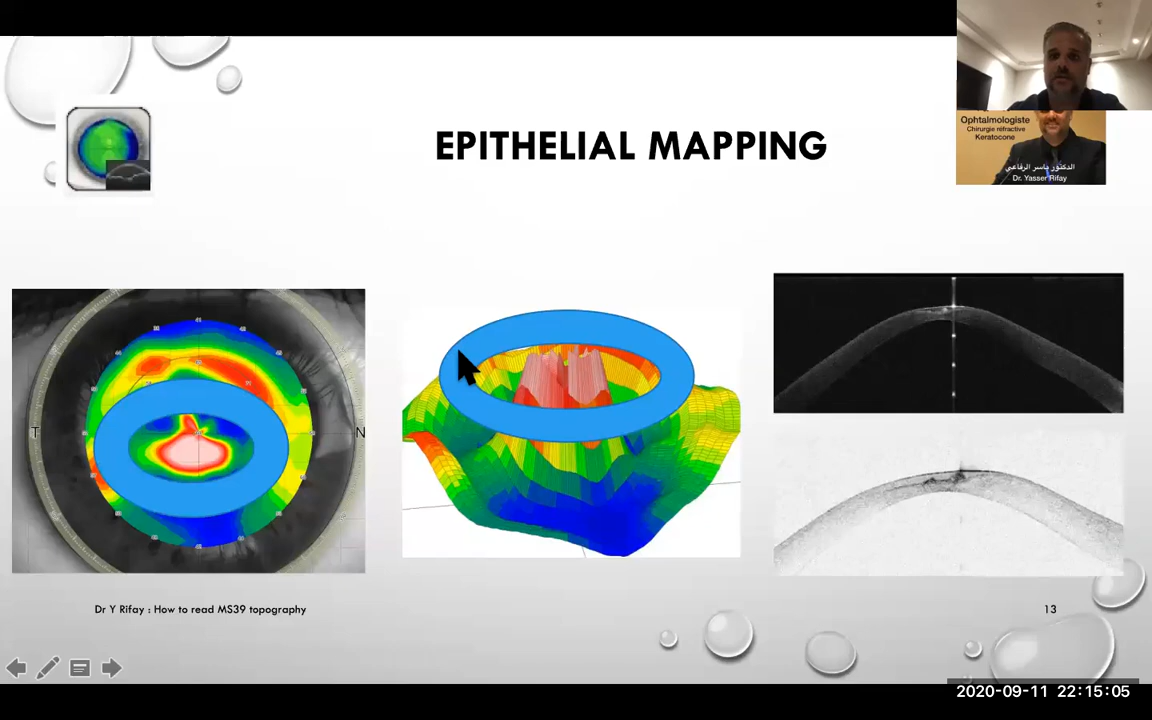 EPITHELIAL MAPPING
Ophtalmologiste
Chirurgie réfractive
Keratocone
الدكتور ياسر الرفاعي
Dr. Yasser Rifay
T
N
Dr Y Rifay : How to read MS39 topography
13
2020-09-11 22:15:05